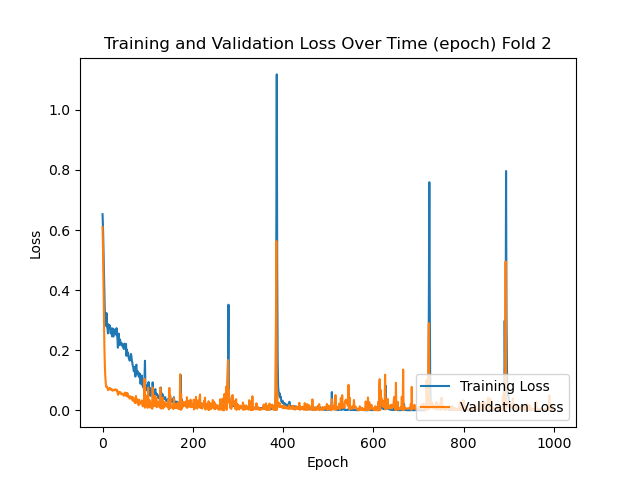 Training and Validation Loss Over Time (epoch) Fold 2
Loss
1.0
0.8
0.6
0.4
0.2
0.0
0
200
400
600
800
1000
Epoch
Training Loss
Validation Loss